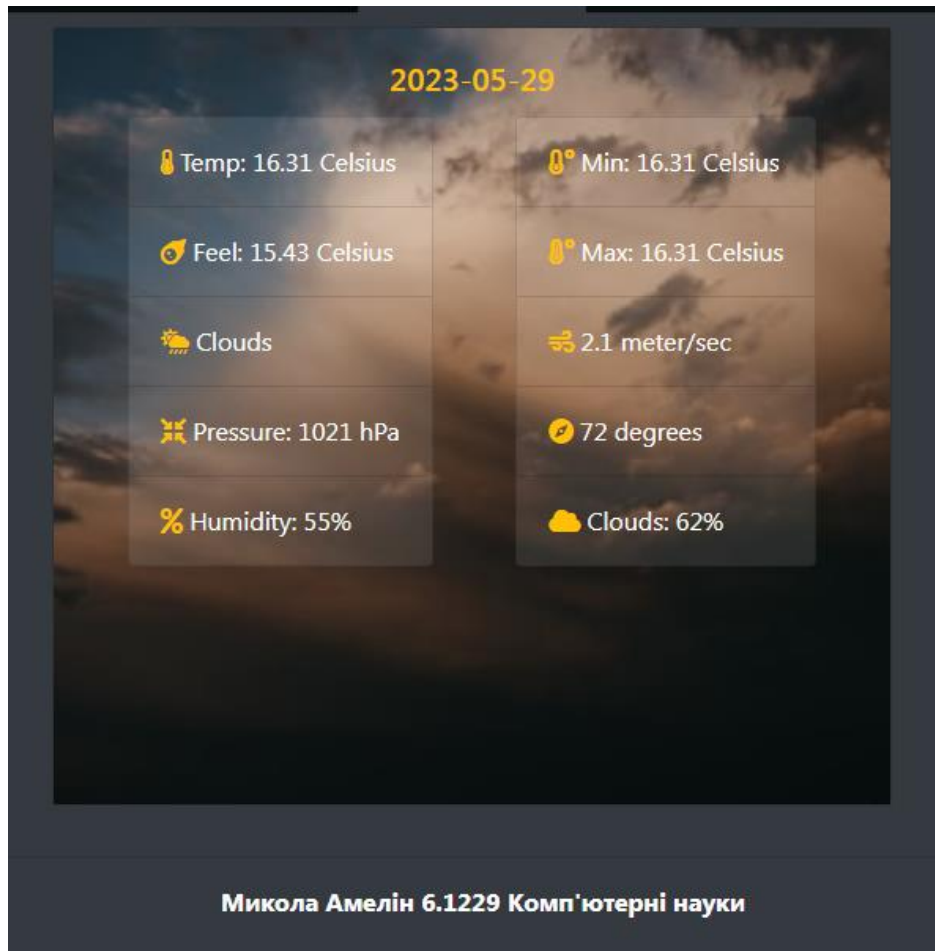 2023-05-29
Temp: 16.31 Celsius
Feel: 15.43 Celsius
Clouds
Pressure: 1021 hPa
% Humidity: 55%
Min: 16.31 Celsius
Max: 16.31 Celsius
2.1 meter/sec
72 degrees
Clouds: 62%
Микола Амелін 6.1229 Комп'ютерні науки